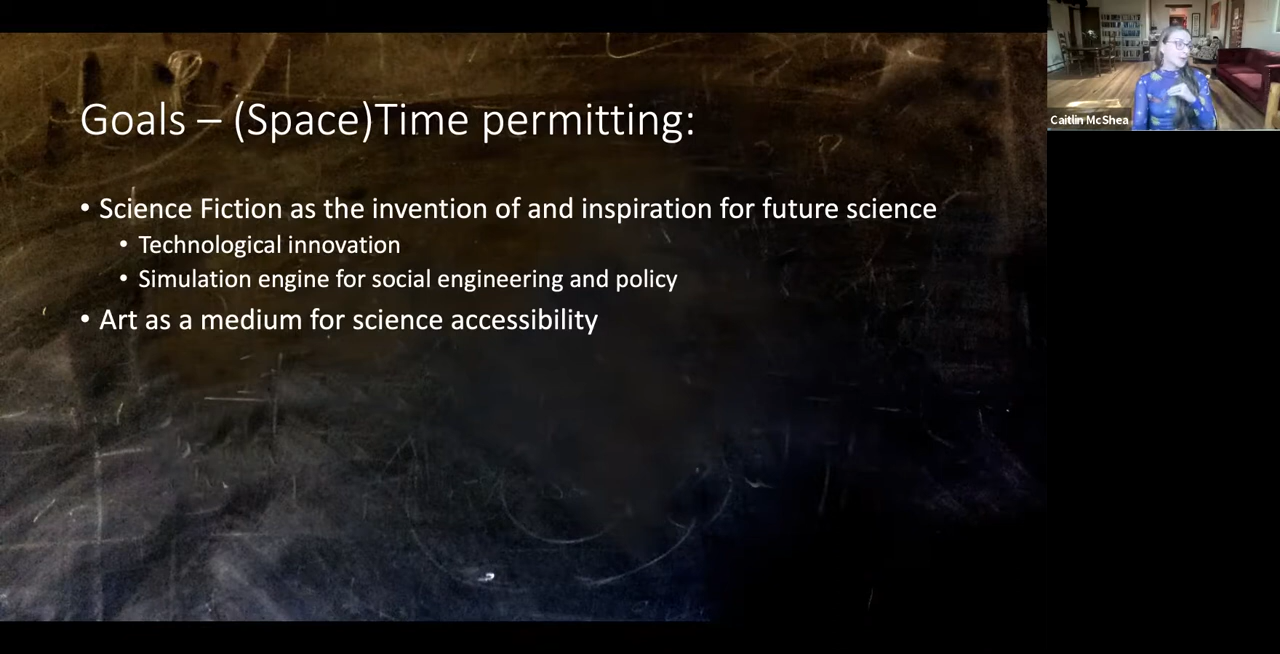 Goals – (Space)Time permitting:
• Science Fiction as the invention of and inspiration for future science
• Technological innovation
• Simulation engine for social engineering and policy
• Art as a medium for science accessibility
Caitlin McShea